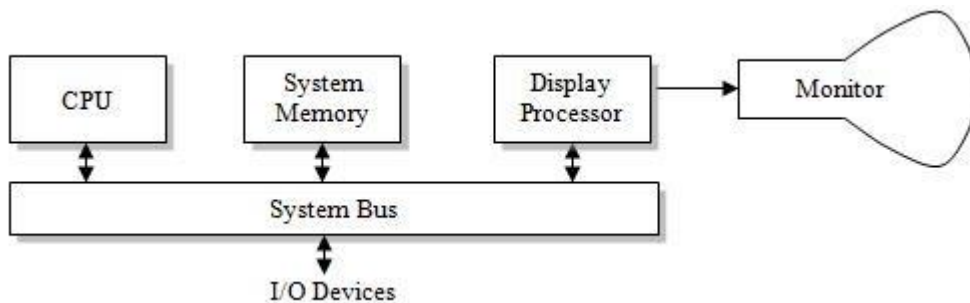 CPU
System
Memory
Display
Processor
Monitor
System Bus
I/O Devices